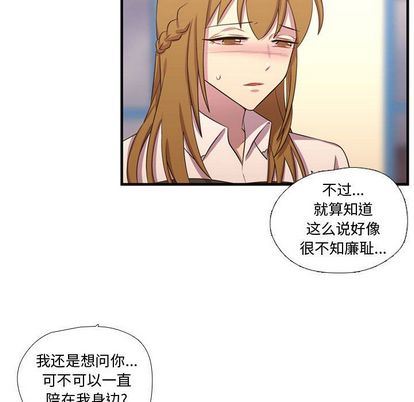 不过...
就算知道
这么说好像
很不知廉耻...
我还是想问你...
可不可以一直
陪在我身边?